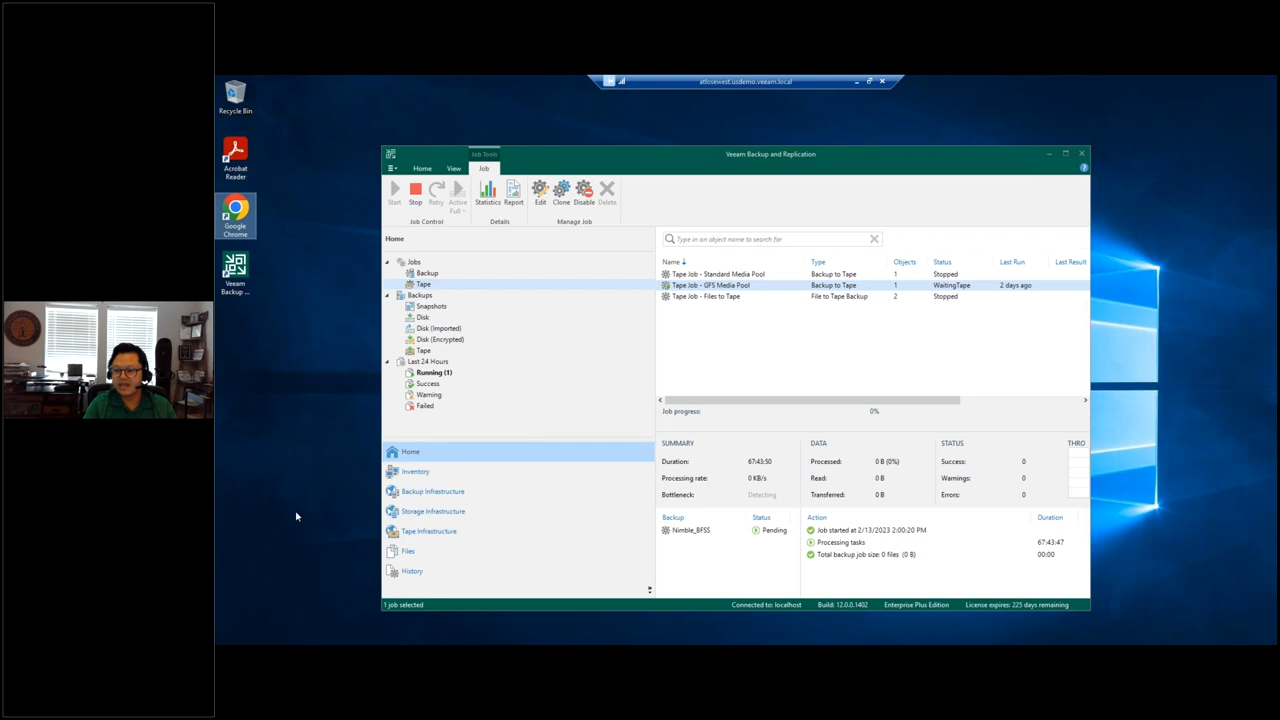 atlosewest.usdemo.veeam.local
Recycle Bin
Acrobat
Reader
Google
Chrome
Veeam
Backup ...
Job Tools
Veeam Backup and Replication
Home
View
Job
Start
Stop
Retry
Active
Full
Statistics
Report
Edit
Clone
Disable
Delete
Job Control
Details
Manage Job
Home
Jobs
Backup
Tape
Backups
Snapshots
Disk
Disk (Imported)
Disk (Encrypted)
Tape
Last 24 Hours
Running (1)
Success
Warning
Failed
Home
Inventory
Backup Infrastructure
Storage Infrastructure
Tape Infrastructure
Files
History
Type in an object name to search for
Name Type Objects Status Last Run Last Result
Tape Job - Standard Media Pool Backup to Tape 1 Stopped
Tape Job - GFS Media Pool Backup to Tape 1 WaitingTape 2 days ago
Tape Job - Files to Tape File to Tape Backup 2 Stopped
Job progress: 0%
SUMMARY DATA STATUS THRO
Duration: 67:43:50 Processed: 0 B (0%) Success: 0
Processing rate: 0 KB/s Read: 0 B Warnings: 0
Bottleneck: Detecting Transferred: 0 B Errors: 0
Backup Status Action Duration
Nimble_BFSS Pending Job started at 2/13/2023 2:00:20 PM
Processing tasks 67:43:47
Total backup job size: 0 files (0 B) 00:00
1 job selected Connected to: localhost Build: 12.0.0.1402 Enterprise Plus Edition License expires: 225 days remaining